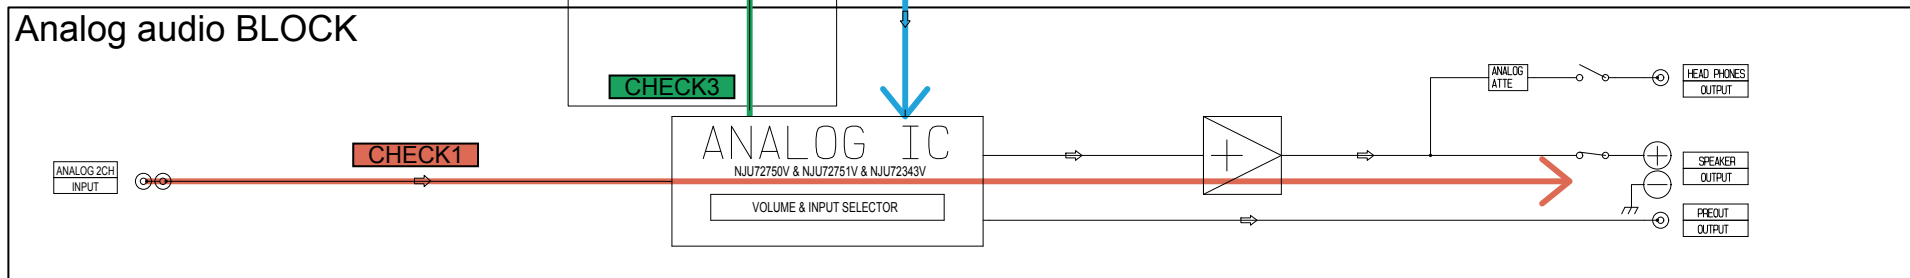 Analog audio BLOCK
CHECK3
ANALOG
ATTE
HEAD PHONES
OUTPUT
CHECK1
ANALOG IC
NJU72750V & NJU72751V & NJU72343V
ANALOG 2CH
INPUT
VOLUME & INPUT SELECTOR
SPEAKER
OUTPUT
PREOUT
OUTPUT